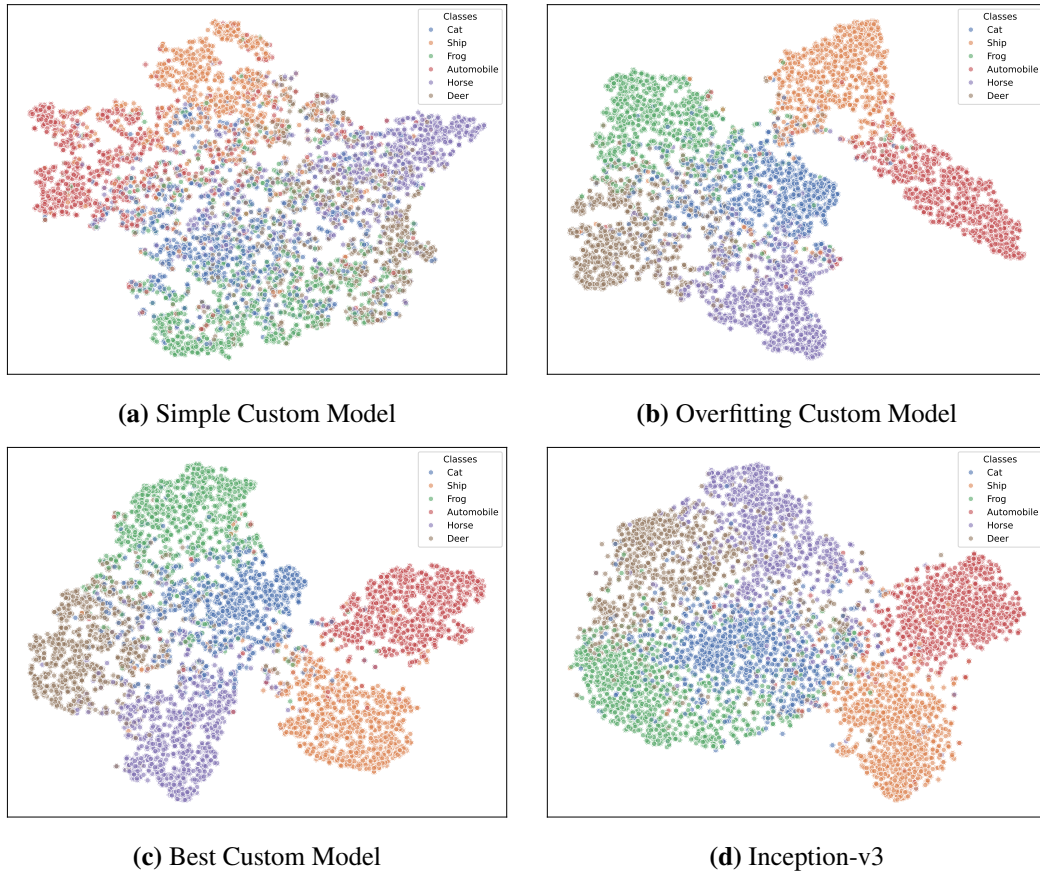 Classes
Cat
Ship
Frog
Automobile
Horse
Deer
(a) Simple Custom Model
Classes
Cat
Ship
Frog
Automobile
Horse
Deer
(b) Overfitting Custom Model
Classes
Cat
Ship
Frog
Automobile
Horse
Deer
(c) Best Custom Model
Classes
Cat
Ship
Frog
Automobile
Horse
Deer
(d) Inception-v3